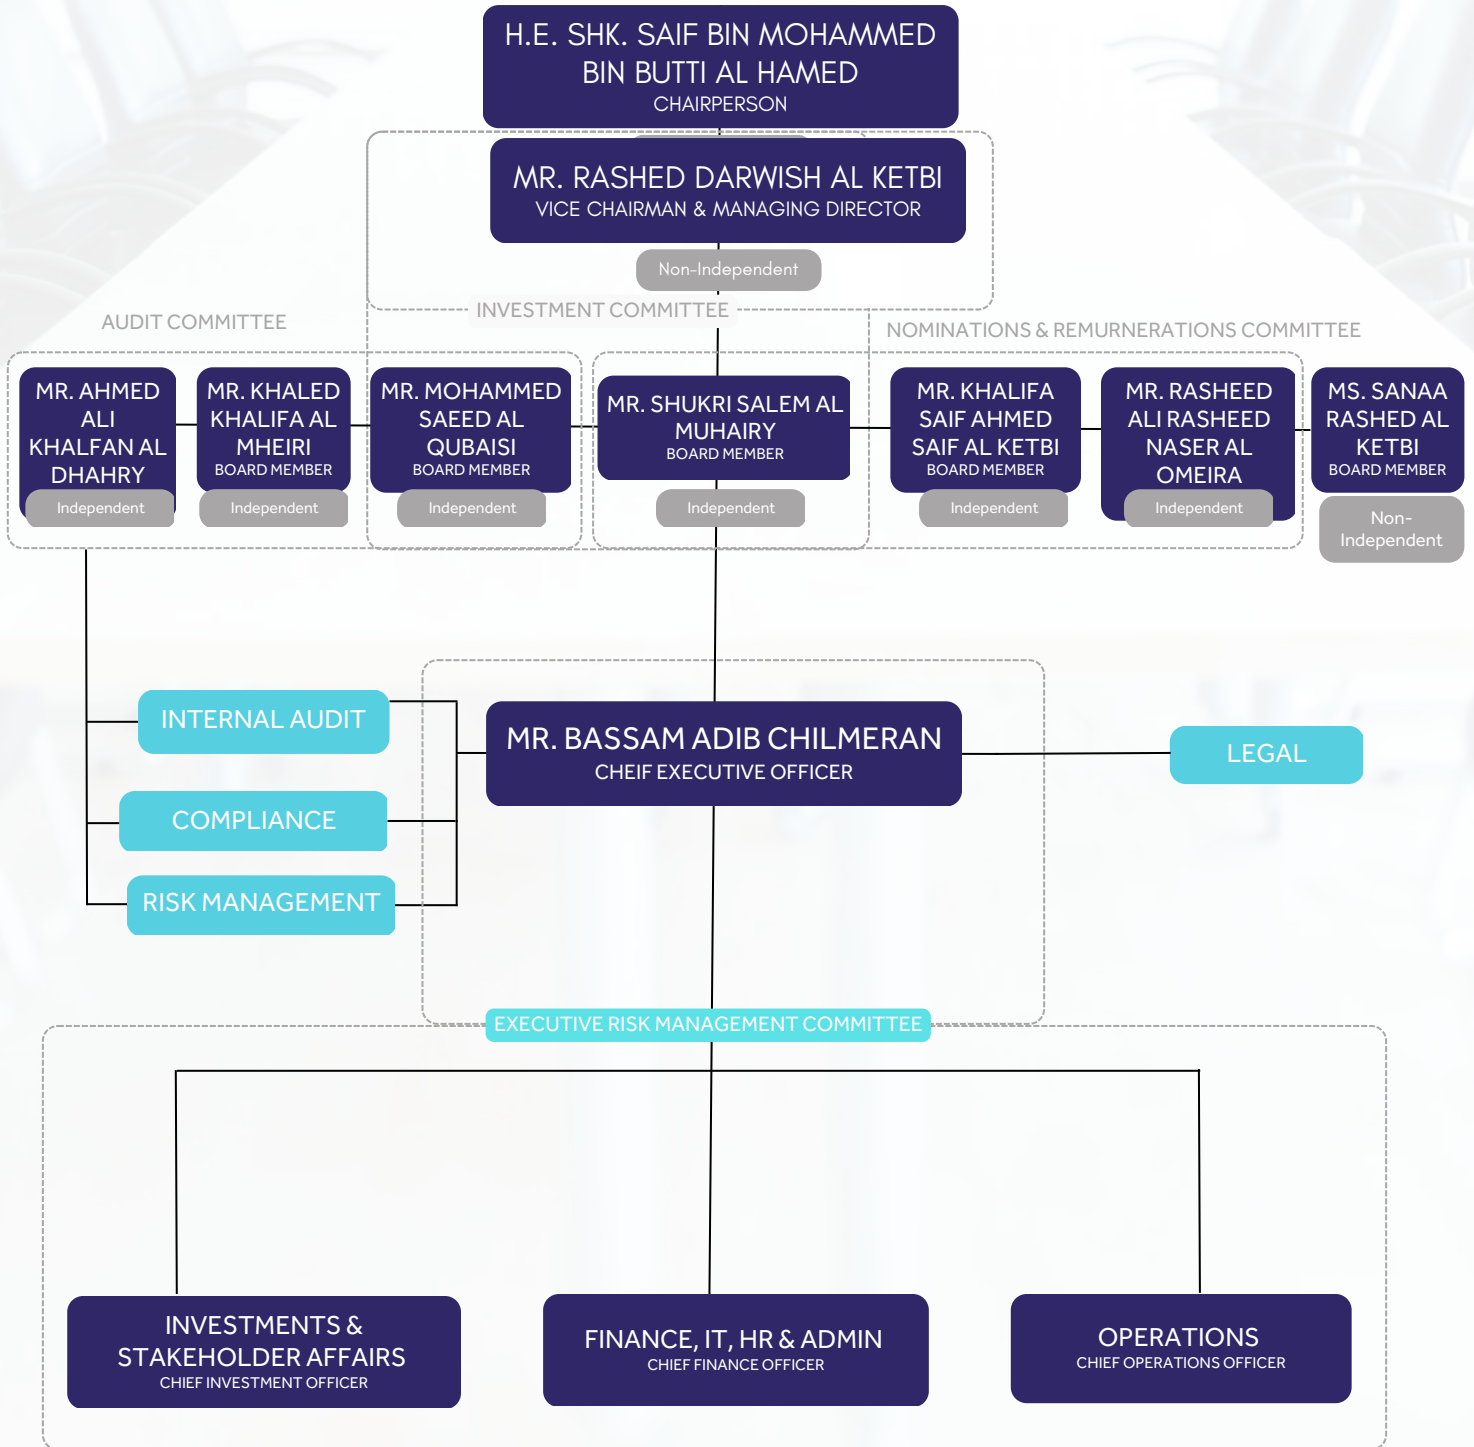 H.E. SHK. SAIF BIN MOHAMMED
BIN BUTTI AL HAMED
CHAIRPERSON
MR. RASHED DARWISH AL KETBI
VICE CHAIRMAN & MANAGING DIRECTOR
Non-Independent
INVESTMENT COMMITTEE
AUDIT COMMITTEE
NOMINATIONS & REMURNERATIONS COMMITTEE
MR. AHMED
ALI
KHALFAN AL
DHAHRY
Independent
MR. KHALED
KHALIFA AL
MHEIRI
BOARD MEMBER
Independent
MR. MOHAMMED
SAEED AL
QUBAISI
BOARD MEMBER
Independent
MR. SHUKRI SALEM AL
MUHAIRY
BOARD MEMBER
Independent
MR. KHALIFA
SAIF AHMED
SAIF AL KETBI
BOARD MEMBER
Independent
MR. RASHEED
ALI RASHEED
NASER AL
OMEIRA
Independent
MS. SANAA
RASHED AL
KETBI
BOARD MEMBER
Non-
Independent
INTERNAL AUDIT
COMPLIANCE
RISK MANAGEMENT
MR. BASSAM ADIB CHILMERAN
CHEIF EXECUTIVE OFFICER
LEGAL
EXECUTIVE RISK MANAGEMENT COMMITTEE
INVESTMENTS &
STAKEHOLDER AFFAIRS
CHIEF INVESTMENT OFFICER
FINANCE, IT, HR & ADMIN
CHIEF FINANCE OFFICER
OPERATIONS
CHIEF OPERATIONS OFFICER